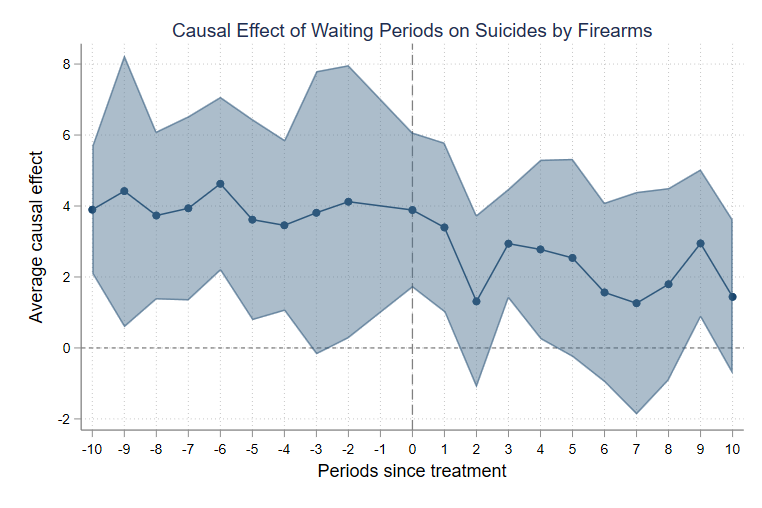 Causal Effect of Waiting Periods on Suicides by Firearms
Average causal effect
8
6
4
2
0
-2
-10 -9 -8 -7 -6 -5 -4 -3 -2 -1 0 1 2 3 4 5 6 7 8 9 10
Periods since treatment